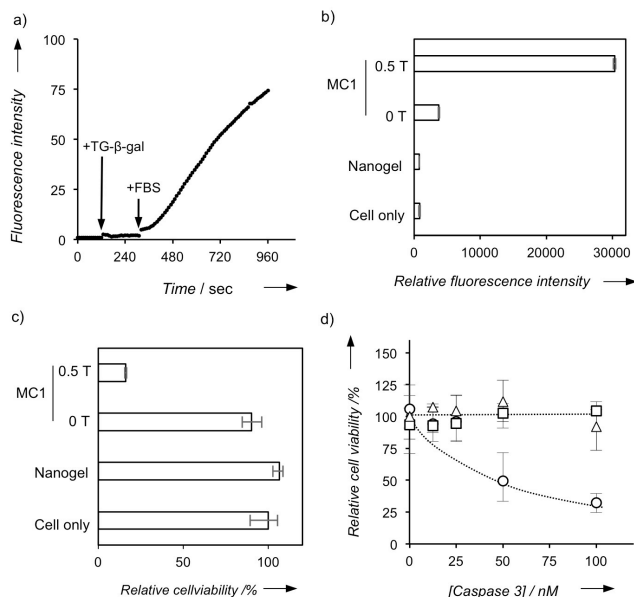 a)
Fluorescence intensity
100
75
50
25
0
+TG-β-gal
+FBS
0 240 480 720 960
Time / sec
b)
MC1
0.5 T
0 T
Nanogel
Cell only
0 10000 20000 30000
Relative fluorescence intensity
c)
MC1
0.5 T
0 T
Nanogel
Cell only
0 50 100
Relative cellviability /%
d)
Relative cell viability /%
150
125
100
75
50
25
0
0 25 50 75 100
[Caspase 3] / nM